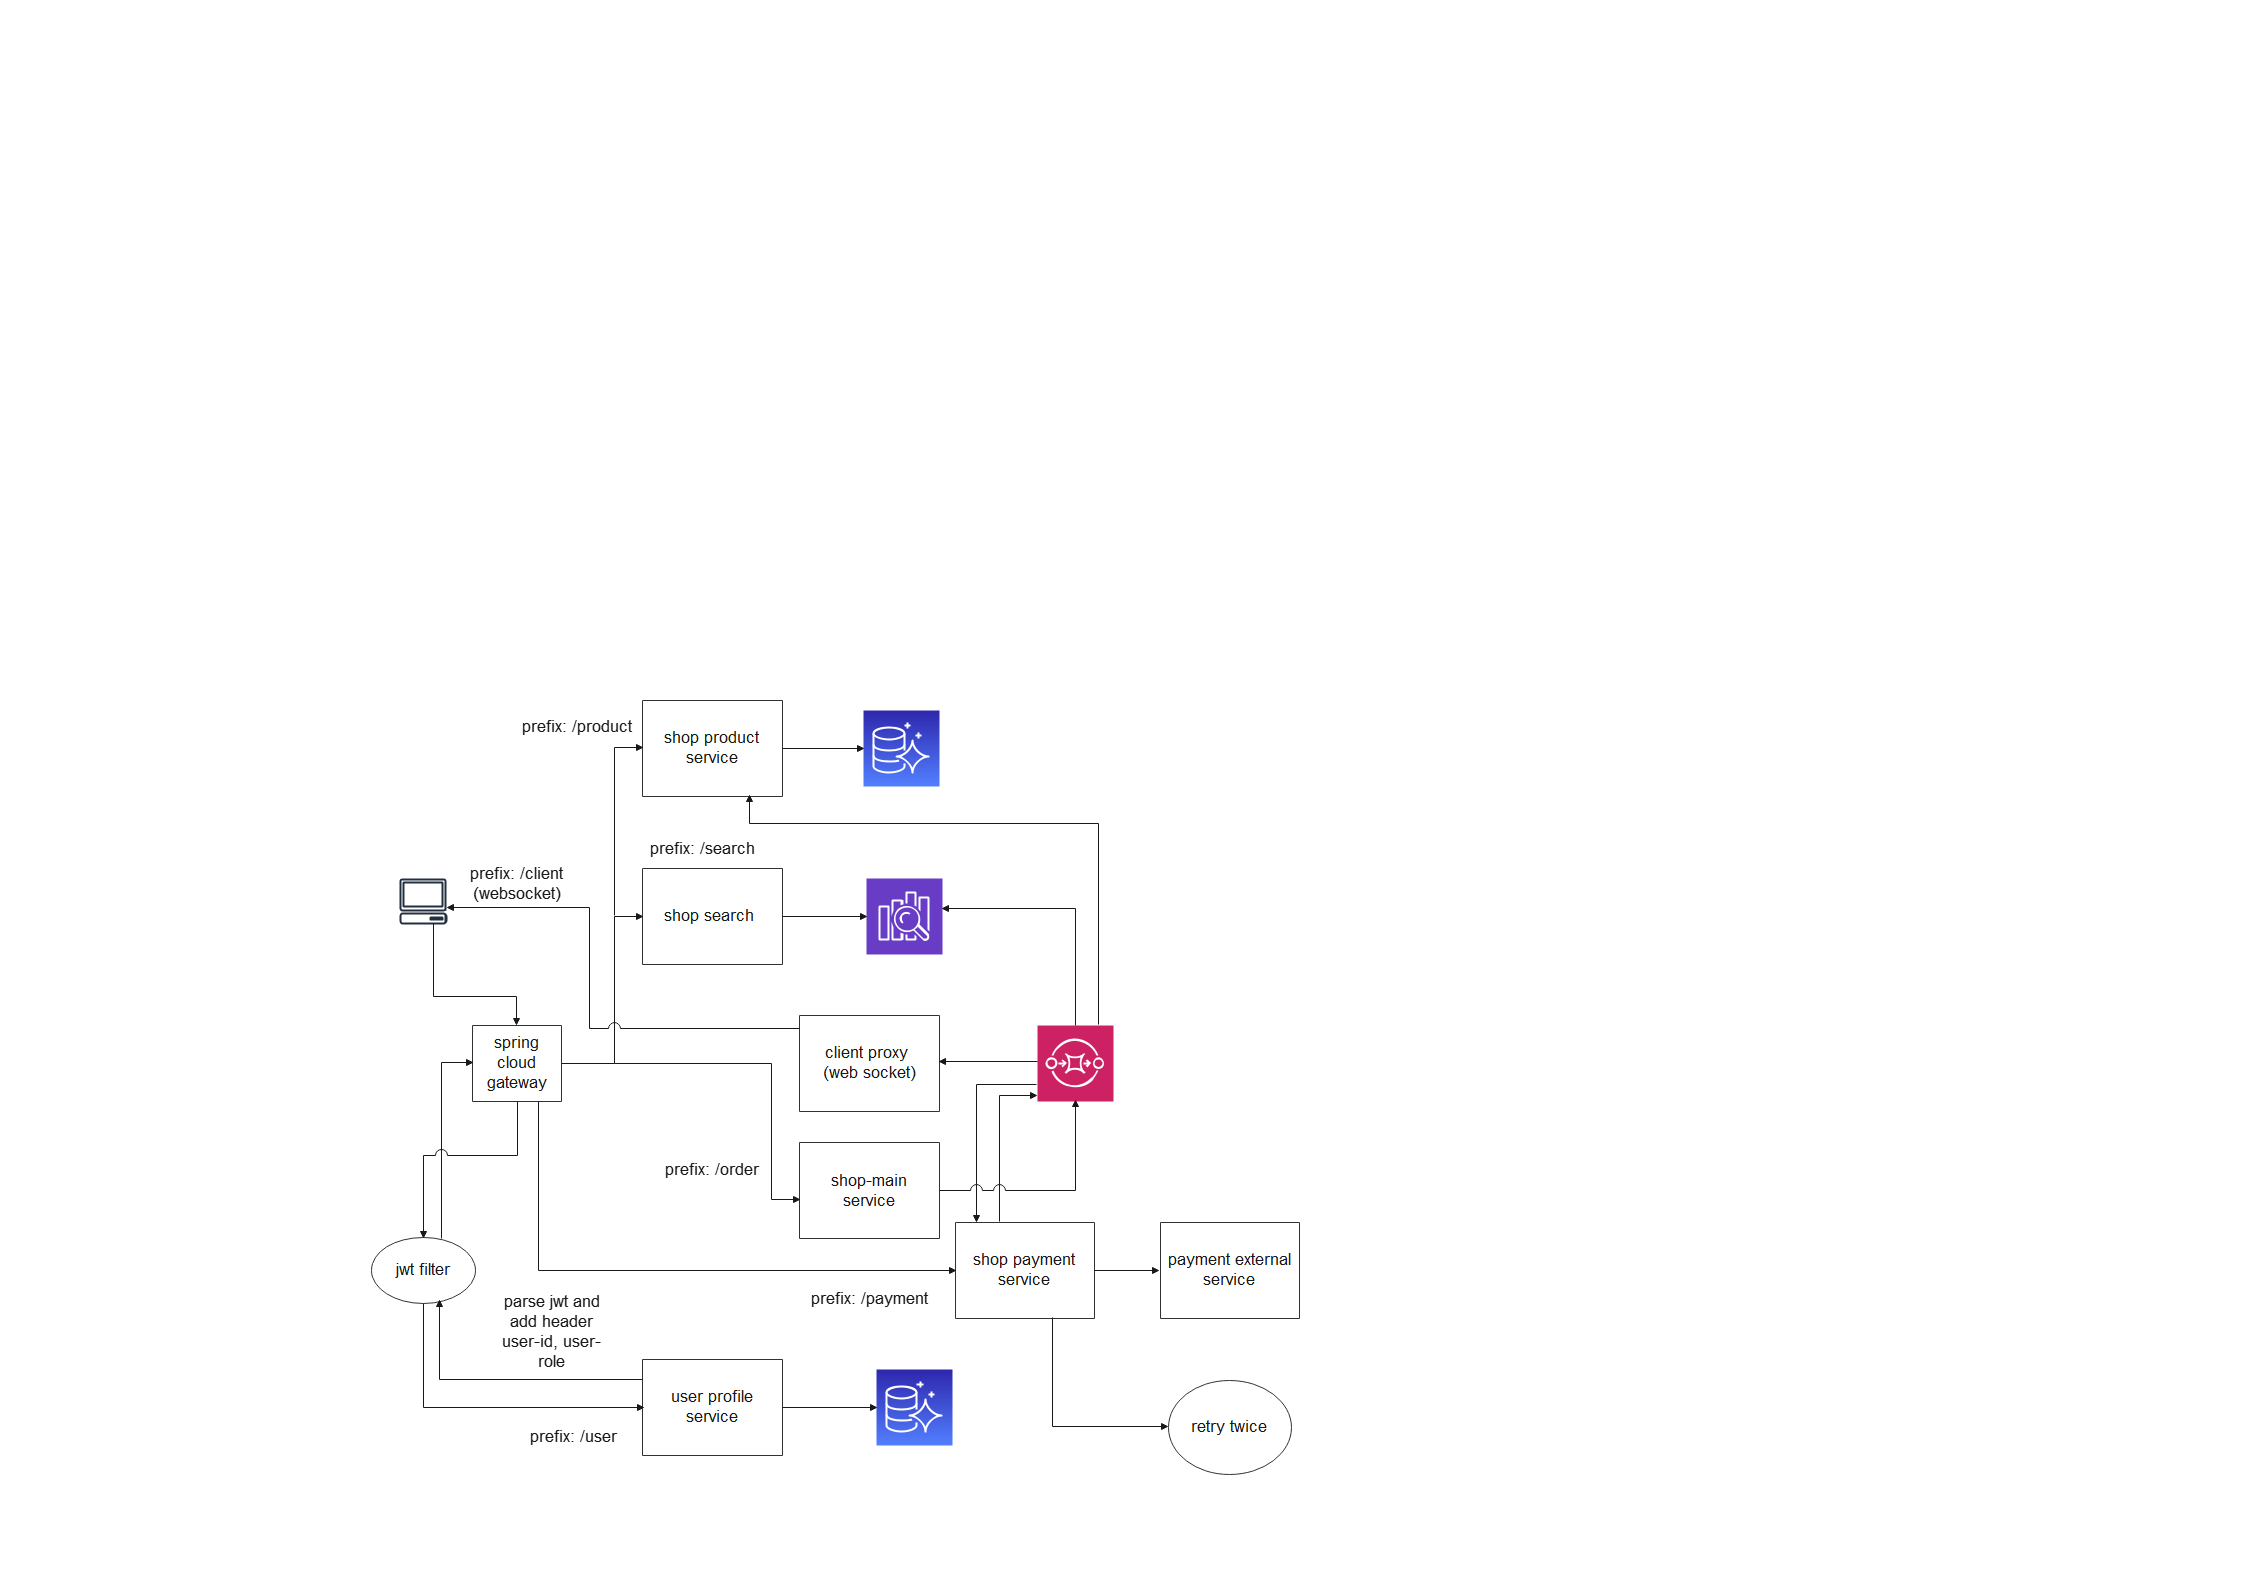 prefix: /product
shop product
service
prefix: /search
prefix: /client
(websocket)
shop search
spring
cloud
gateway
client proxy
(web socket)
prefix: /order
shop-main
service
jwt filter
shop payment
service
payment external
service
prefix: /payment
parse jwt and
add header
user-id, user-
role
user profile
service
prefix: /user
retry twice